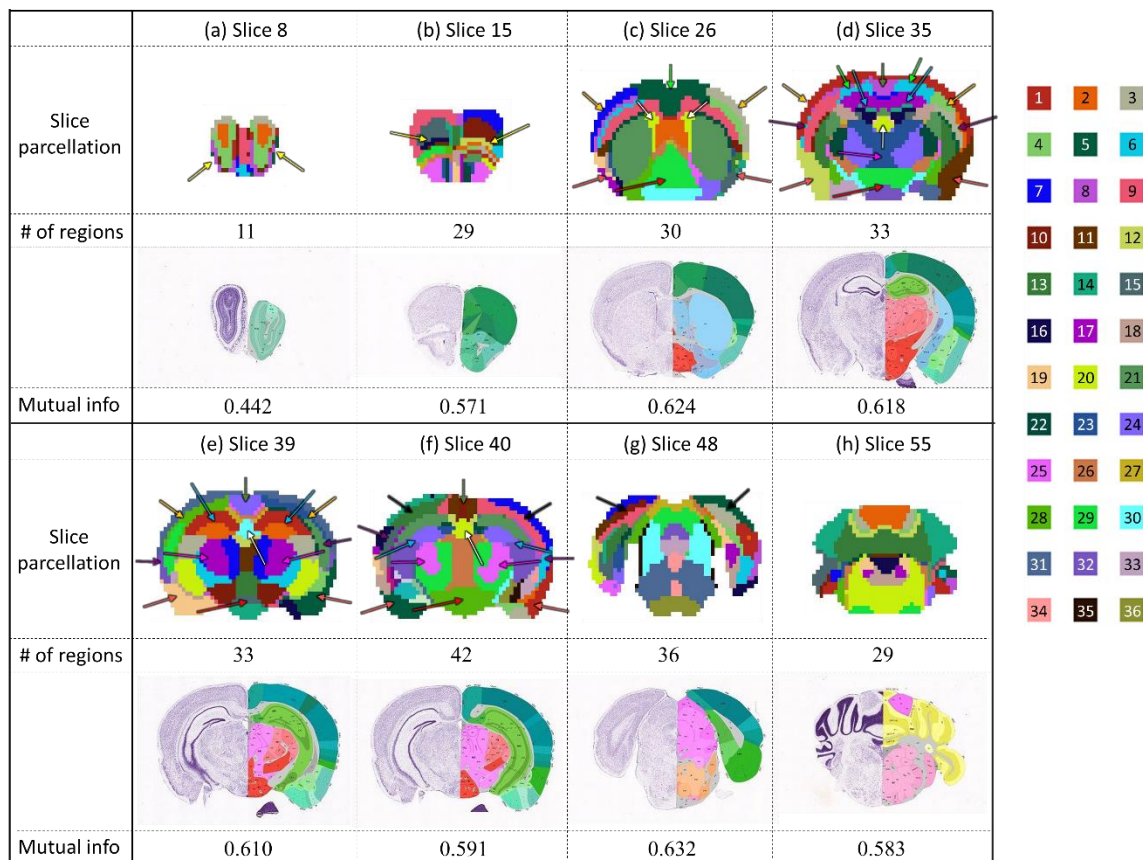 (a) Slice 8 (b) Slice 15 (c) Slice 26 (d) Slice 35
Slice
parcellation
# of regions 11 29 30 33
Mutual info 0.442 0.571 0.624 0.618
(e) Slice 39 (f) Slice 40 (g) Slice 48 (h) Slice 55
Slice
parcellation
# of regions 33 42 36 29
Mutual info 0.610 0.591 0.632 0.583
1 2 3
4 5 6
7 8 9
10 11 12
13 14 15
16 17 18
19 20 21
22 23 24
25 26 27
28 29 30
31 32 33
34 35 36